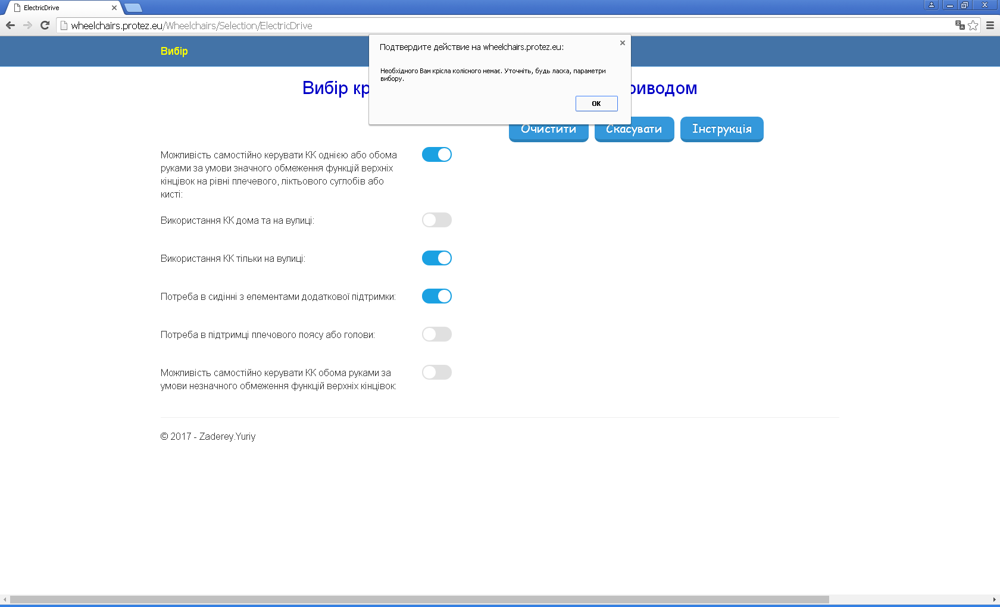 ElectricDrive
wheelchairs.protez.eu/Wheelchairs/Selection/ElectricDrive
Вибір
Подтвердите действие на wheelchairs.protez.eu:
Необхідного Вам крісла колісного немає. Уточніть, будь ласка, параметри
вибору.
OK
Вибір
Очистити Скасувати Інструкція
Можливість самостійно керувати КК однією або обома
руками за умови значного обмеження функцій верхніх
кінцівок на рівні плечевого, ліктьового суглобів або
кисті:
Використання КК дома та на вулиці:
Використання КК тільки на вулиці:
Потреба в сидінні з елементами додаткової підтримки:
Потреба в підтримці плечового поясу або голови:
Можливість самостійно керувати КК обома руками за
умови незначного обмеження функцій верхніх кінцівок:
© 2017 - Zaderey.Yuriy